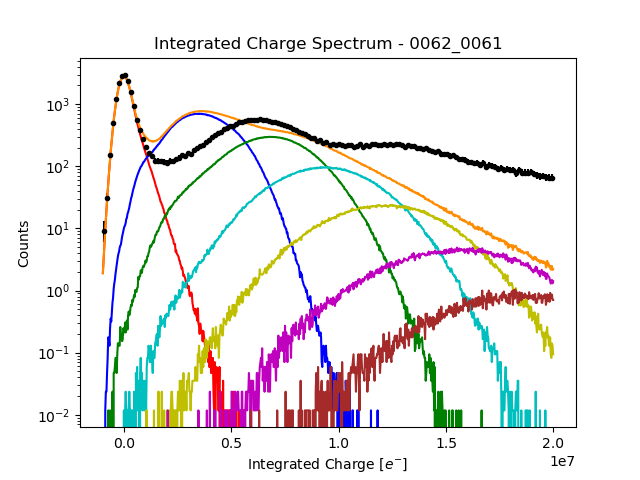 Integrated Charge Spectrum - 0062_0061
Counts
10³
10²
10¹
10⁰
10⁻¹
10⁻²
0.0 0.5 1.0 1.5 2.0
1e7
Integrated Charge [e⁻]